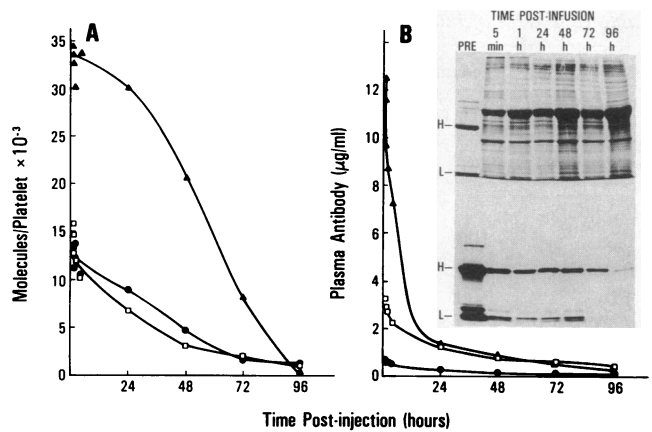 A
Molecules/Platelet ×10⁻³
35
30
25
20
15
10
5
0
24
48
72
96
B
Plasma Antibody (μg/ml)
12
10
8
6
4
2
0
24
48
72
96
TIME POST-INFUSION
5 1 24 48 72 96
PRE min h h h h h
H–
L–
H–
L–
Time Post-injection (hours)